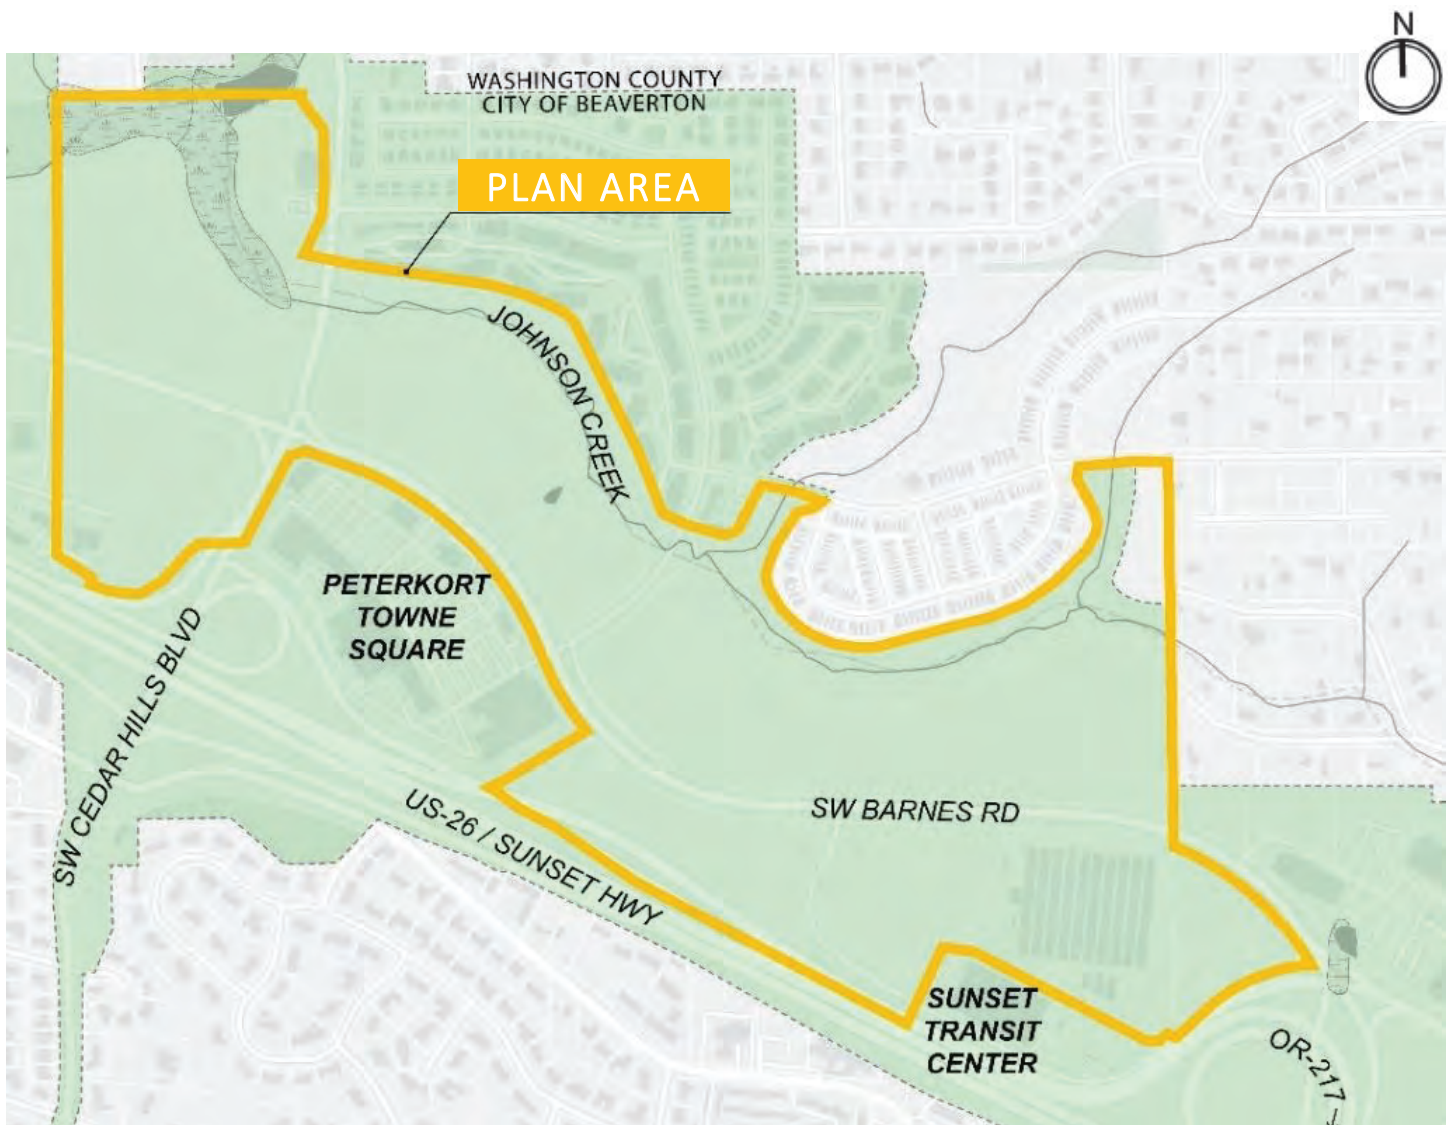 N
WASHINGTON COUNTY
CITY OF BEAVERTON
PLAN AREA
JOHNSON CREEK
PETERKORT
TOWNE
SQUARE
SW CEDAR HILLS BLVD
US-26 / SUNSET HWY
SW BARNES RD
SUNSET
TRANSIT
CENTER
OR-217